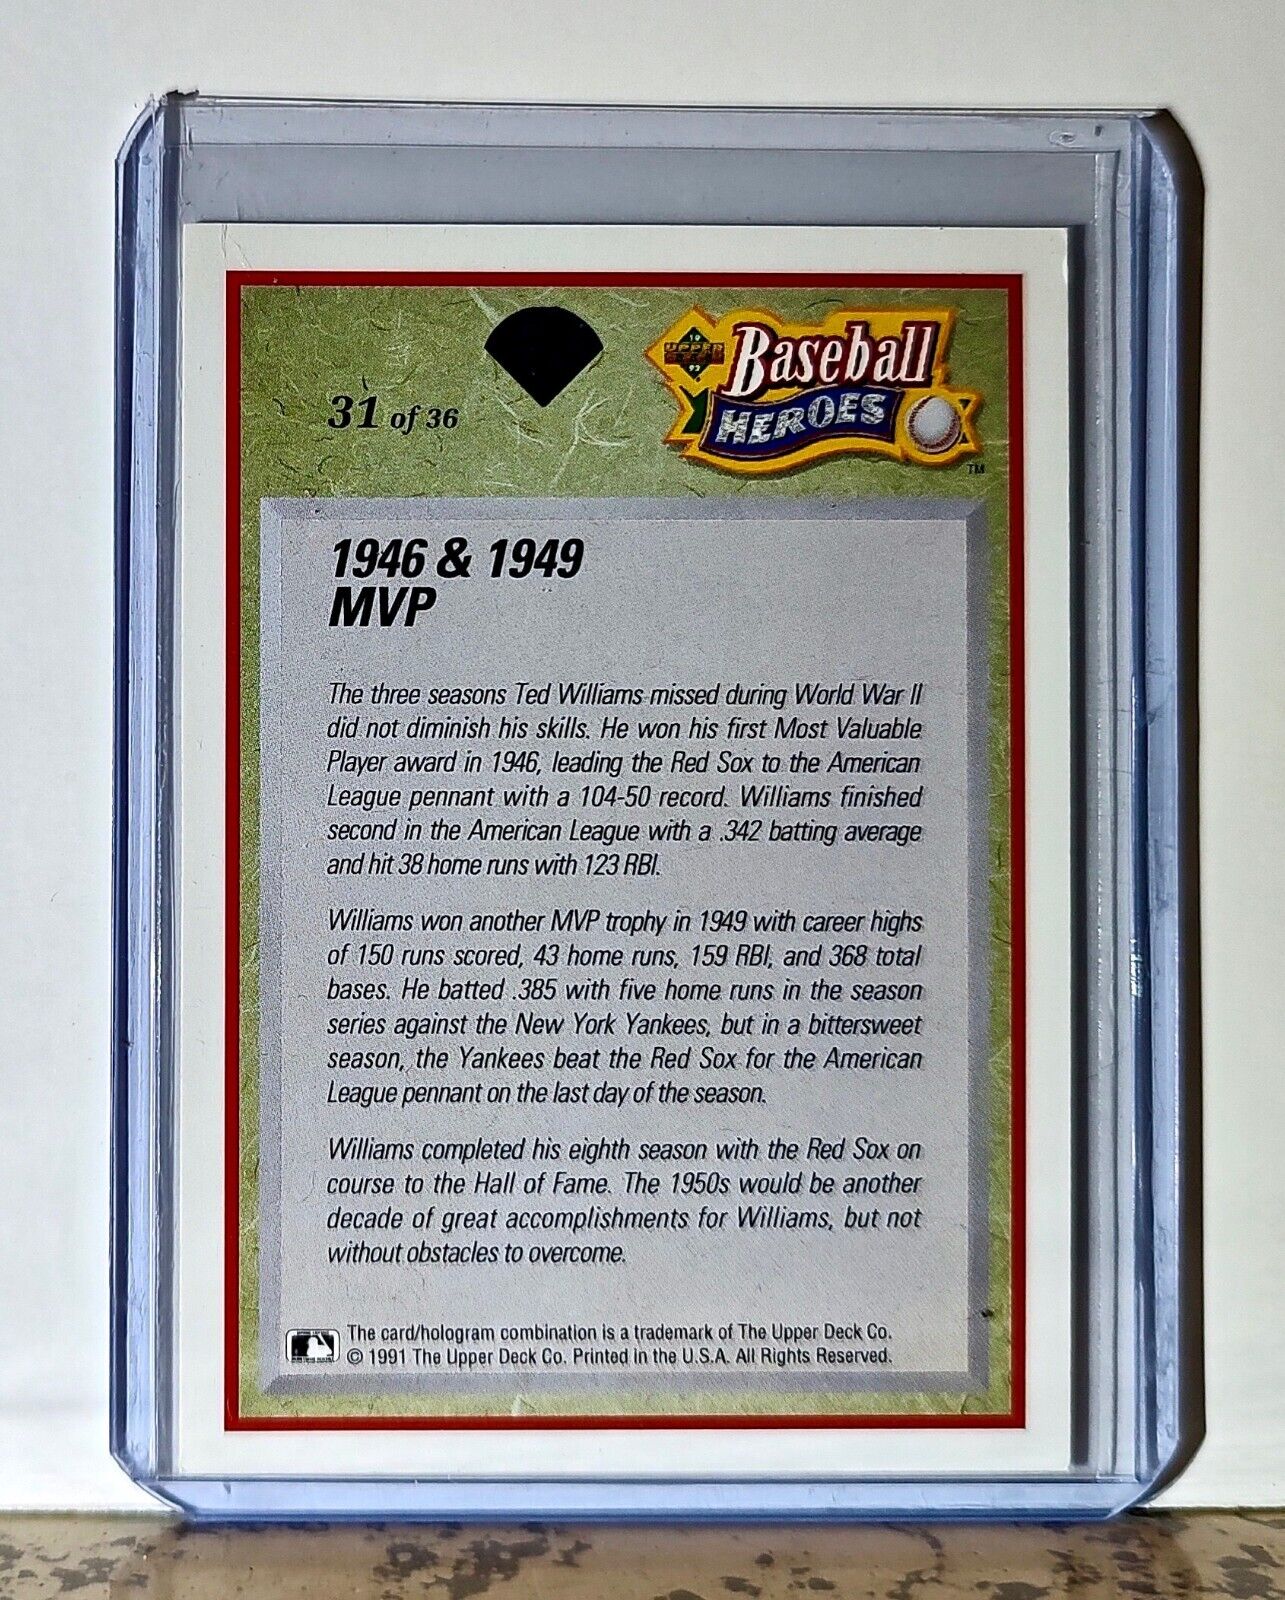 31 of 36
19 UPPER DECK 92
Baseball
HEROES
TM
1946 & 1949
MVP
The three seasons Ted Williams missed during World War II
did not diminish his skills. He won his first Most Valuable
Player award in 1946, leading the Red Sox to the American
League pennant with a 104-50 record. Williams finished
second in the American League with a .342 batting average
and hit 38 home runs with 123 RBI.
Williams won another MVP trophy in 1949 with career highs
of 150 runs scored, 43 home runs, 159 RBI, and 368 total
bases. He batted .385 with five home runs in the season
series against the New York Yankees, but in a bittersweet
season, the Yankees beat the Red Sox for the American
League pennant on the last day of the season.
Williams completed his eighth season with the Red Sox on
course to the Hall of Fame. The 1950s would be another
decade of great accomplishments for Williams, but not
without obstacles to overcome.
The card/hologram combination is a trademark of The Upper Deck Co.
© 1991 The Upper Deck Co. Printed in the U.S.A. All Rights Reserved.